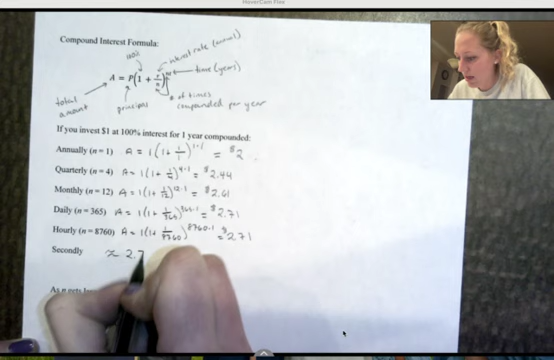 HoverCam Flex
Compound Interest Formula:
100%
interest rate (annual)
A = P(1 + r/n)^nt
time (years)
total amount
principal
# of times compounded per year
If you invest $1 at 100% interest for 1 year compounded:
Annually (n = 1) A = 1(1 + 1/1)^1·1 = $2
Quarterly (n = 4) A = 1(1 + 1/4)^4·1 = $2.44
Monthly (n = 12) A = 1(1 + 1/12)^12·1 = $2.61
Daily (n = 365) A = 1(1 + 1/365)^365·1 = $2.71
Hourly (n = 8760) A = 1(1 + 1/8760)^8760·1 = $2.71
Secondly ≈ 2.7
As n gets